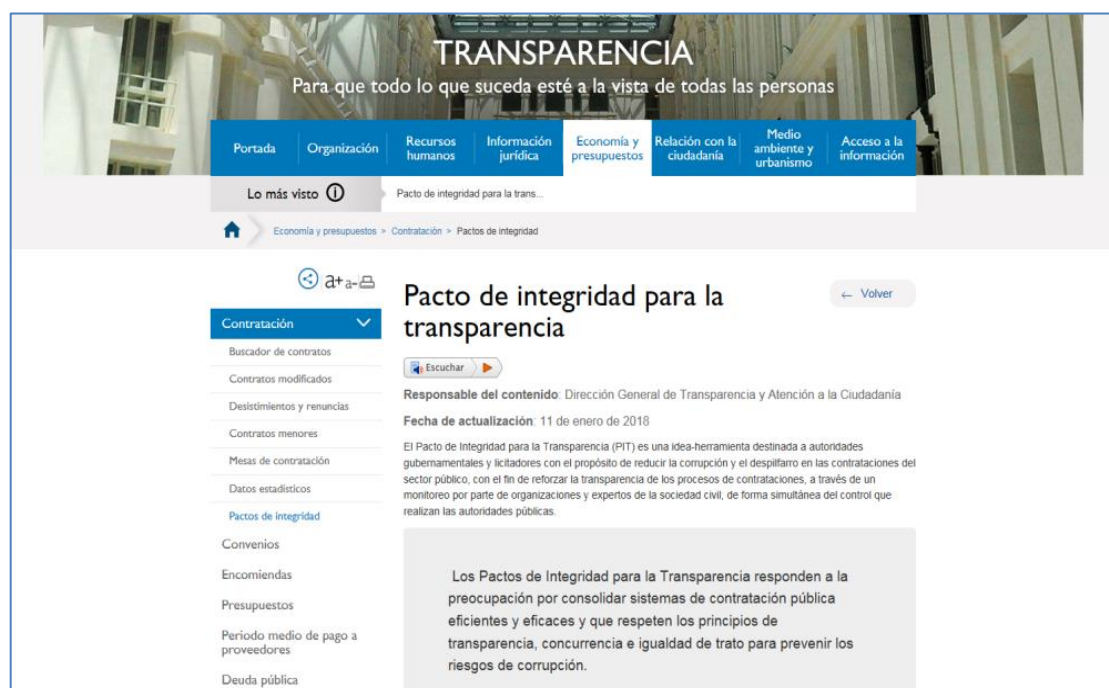 TRANSPARENCIA
Para que todo lo que suceda esté a la vista de todas las personas
Portada
Organización
Recursos
humanos
Información
jurídica
Economía y
presupuestos
Relación con la
ciudadanía
Medio
ambiente y
urbanismo
Acceso a la
información
Lo más visto
Pacto de integridad para la trans...
Economía y presupuestos > Contratación > Pactos de integridad
a+ a-
Contratación
Buscador de contratos
Contratos modificados
Desistimientos y renuncias
Contratos menores
Mesas de contratación
Datos estadísticos
Pactos de integridad
Convenios
Encomiendas
Presupuestos
Periodo medio de pago a
proveedores
Deuda pública
Pacto de integridad para la
transparencia
← Volver
Escuchar
Responsable del contenido: Dirección General de Transparencia y Atención a la Ciudadanía
Fecha de actualización: 11 de enero de 2018
El Pacto de Integridad para la Transparencia (PIT) es una idea-herramienta destinada a autoridades
gubernamentales y licitadores con el propósito de reducir la corrupción y el despilfarro en las contrataciones del
sector público, con el fin de reforzar la transparencia de los procesos de contrataciones, a través de un
monitoreo por parte de organizaciones y expertos de la sociedad civil, de forma simultánea del control que
realizan las autoridades públicas.
Los Pactos de Integridad para la Transparencia responden a la
preocupación por consolidar sistemas de contratación pública
eficientes y eficaces y que respeten los principios de
transparencia, concurrencia e igualdad de trato para prevenir los
riesgos de corrupción.